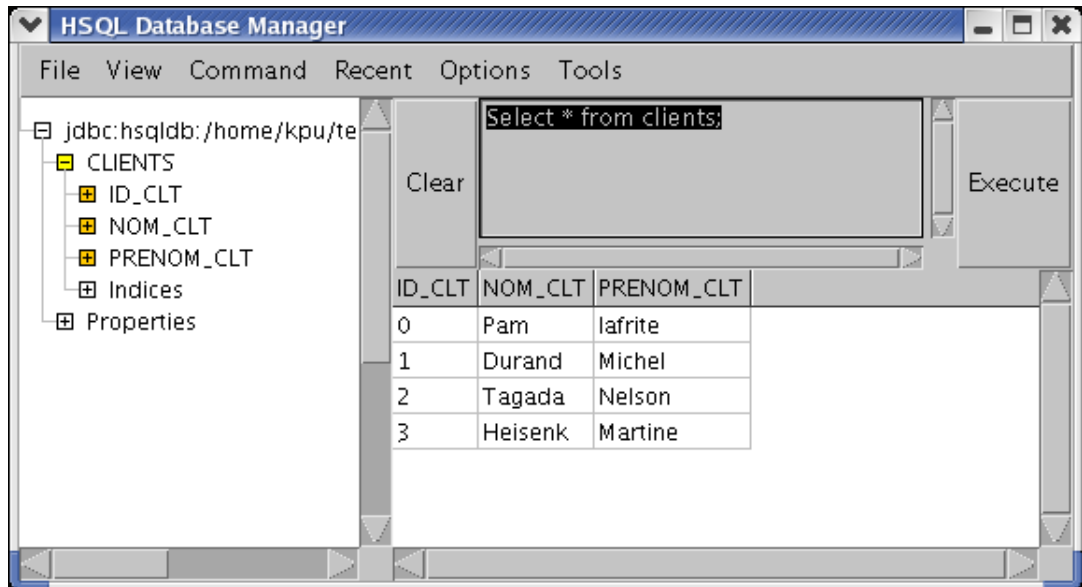 HSQL Database Manager
File View Command Recent Options Tools
jdbc:hsqldb:/home/kpu/te
CLIENTS
ID_CLT
NOM_CLT
PRENOM_CLT
Indices
Properties
Clear
Select * from clients;
Execute
ID_CLT NOM_CLT PRENOM_CLT
0 Pam lafrite
1 Durand Michel
2 Tagada Nelson
3 Heisenk Martine